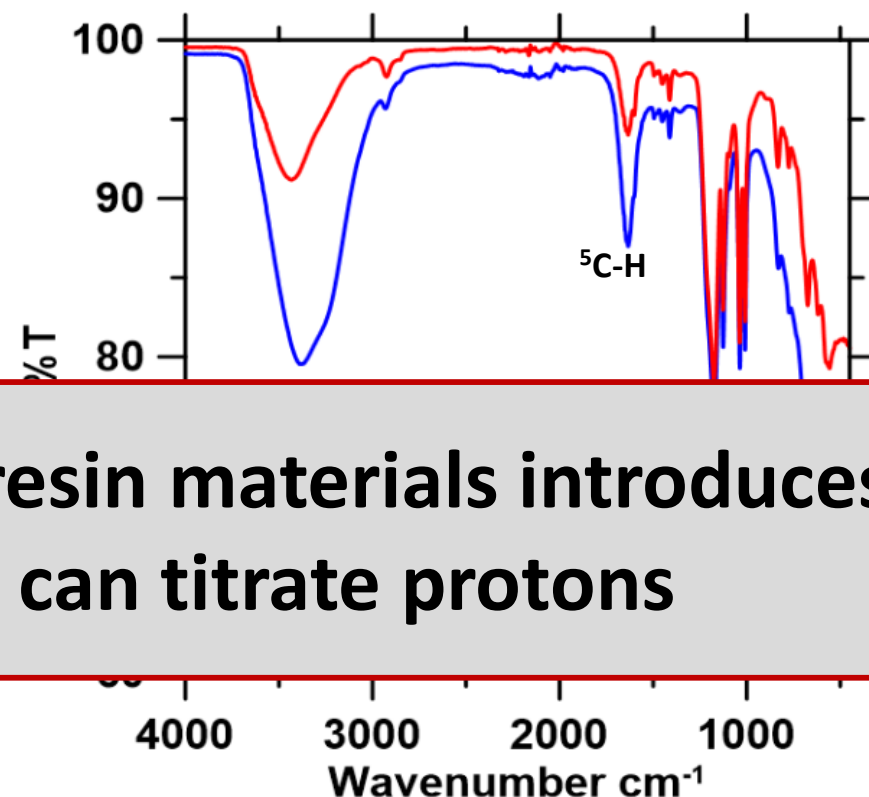 100
90
⁵C-H
80
%T
resin materials introduces
can titrate protons
4000 3000 2000 1000
Wavenumber cm⁻¹